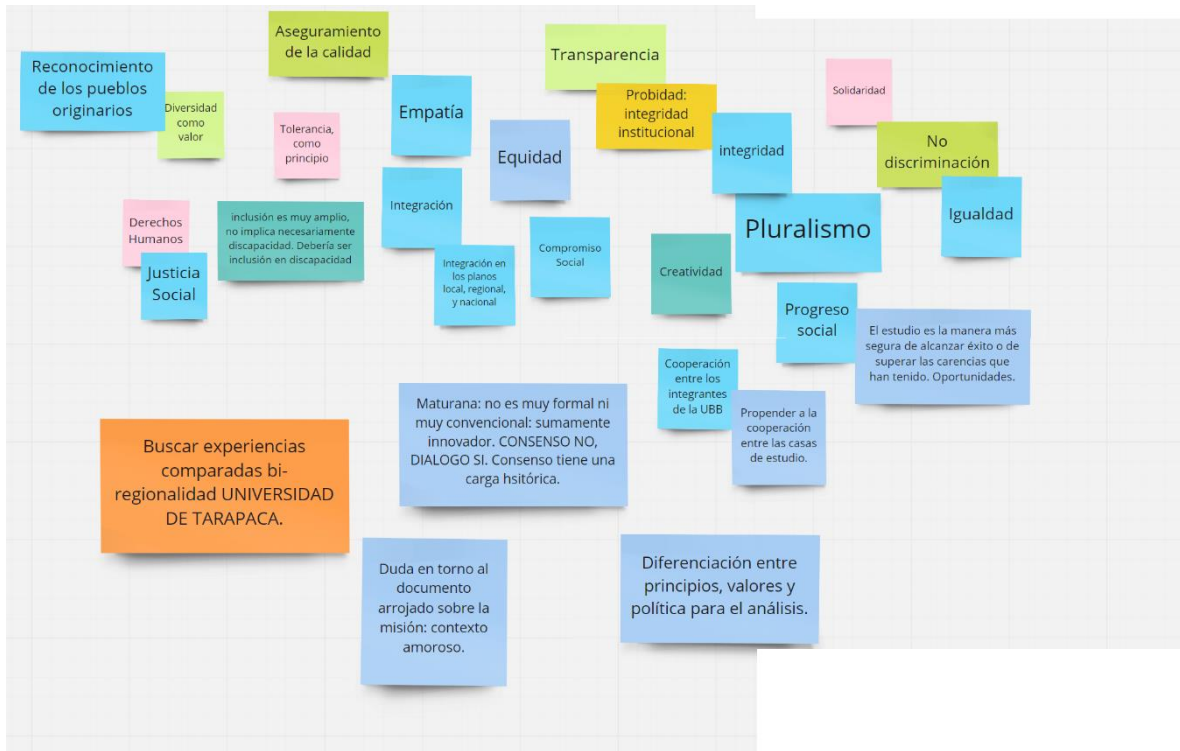 Reconocimiento
de los pueblos
originarios
Diversidad
como
valor
Aseguramiento
de la calidad
Tolerancia,
como
principio
Empatía
Equidad
Transparencia
Probidad:
integridad
institucional
integridad
Solidaridad
No
discriminación
Igualdad
Derechos
Humanos
Justicia
Social
inclusión es muy amplio,
no implica necesariamente
discapacidad. Debería ser
inclusión en discapacidad
Integración
Integración en
los planos
local, regional,
y nacional
Compromiso
Social
Creatividad
Pluralismo
Progreso
social
El estudio es la manera más
segura de alcanzar éxito o de
superar las carencias que
han tenido. Oportunidades.
Cooperación
entre los
integrantes
de la UBB
Propender a la
cooperación
entre las casas
de estudio.
Maturana: no es muy formal ni
muy convencional: sumamente
innovador. CONSENSO NO,
DIALOGO SI. Consenso tiene una
carga hsitórica.
Buscar experiencias
comparadas bi-
regionalidad UNIVERSIDAD
DE TARAPACA.
Duda en torno al
documento
arrojado sobre la
misión: contexto
amoroso.
Diferenciación entre
principios, valores y
política para el análisis.